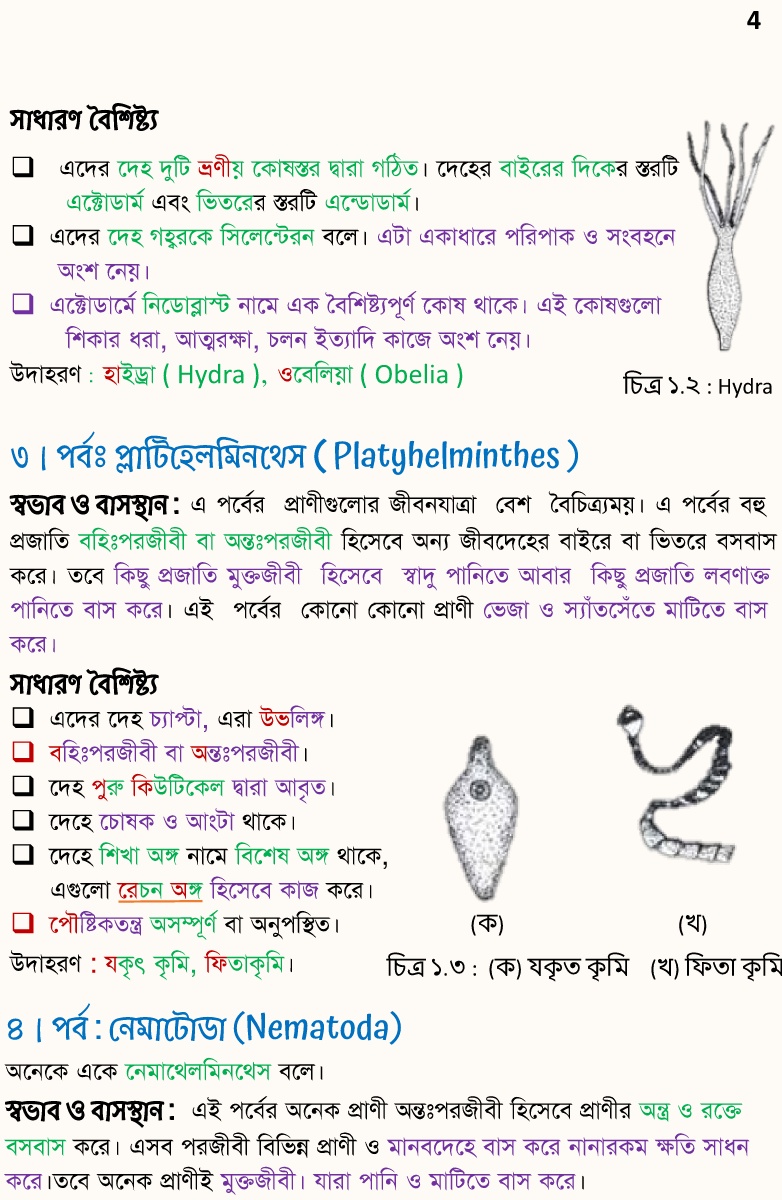 4
সাধারণ বৈশিষ্ট্য
❑ এদের দেহ দুটি ভ্রণীয় কোষস্তর দ্বারা গঠিত। দেহের বাইরের দিকের স্তরটি
এক্টোডার্ম এবং ভিতরের স্তরটি এন্ডোডার্ম।
❑ এদের দেহ গহ্বরকে সিলেন্টেরন বলে। এটা একাধারে পরিপাক ও সংবহনে
অংশ নেয়।
❑ এক্টোডার্মে নিডোব্লাস্ট নামে এক বৈশিষ্ট্যপূর্ণ কোষ থাকে। এই কোষগুলো
শিকার ধরা, আত্মরক্ষা, চলন ইত্যাদি কাজে অংশ নেয়।
উদাহরণ : হাইড্রা ( Hydra ), ওবেলিয়া ( Obelia )
চিত্র ১.২ : Hydra
৩। পর্বঃ প্লাটিহেলমিনথেস ( Platyhelminthes )
স্বভাব ও বাসস্থান : এ পর্বের প্রাণীগুলোর জীবনযাত্রা বেশ বৈচিত্র্যময়। এ পর্বের বহু
প্রজাতি বহিঃপরজীবী বা অন্তঃপরজীবী হিসেবে অন্য জীবদেহের বাইরে বা ভিতরে বসবাস
করে। তবে কিছু প্রজাতি মুক্তজীবী হিসেবে স্বাদু পানিতে আবার কিছু প্রজাতি লবণাক্ত
পানিতে বাস করে। এই পর্বের কোনো কোনো প্রাণী ভেজা ও স্যাঁতসেঁতে মাটিতে বাস
করে।
সাধারণ বৈশিষ্ট্য
❑ এদের দেহ চ্যাপ্টা, এরা উভলিঙ্গ।
❑ বহিঃপরজীবী বা অন্তঃপরজীবী।
❑ দেহ পুরু কিউটিকেল দ্বারা আবৃত।
❑ দেহে চোষক ও আংটা থাকে।
❑ দেহে শিখা অঙ্গ নামে বিশেষ অঙ্গ থাকে,
এগুলো রেচন অঙ্গ হিসেবে কাজ করে।
❑ পৌষ্টিকতন্ত্র অসম্পূর্ণ বা অনুপস্থিত।
(ক) (খ)
উদাহরণ : যকৃৎ কৃমি, ফিতাকৃমি।
চিত্র ১.৩ : (ক) যকৃত কৃমি (খ) ফিতা কৃমি
৪। পর্ব : নেমাটোডা (Nematoda)
অনেকে একে নেমাথেলমিনথেস বলে।
স্বভাব ও বাসস্থান : এই পর্বের অনেক প্রাণী অন্তঃপরজীবী হিসেবে প্রাণীর অন্ত্র ও রক্তে
বসবাস করে। এসব পরজীবী বিভিন্ন প্রাণী ও মানবদেহে বাস করে নানারকম ক্ষতি সাধন
করে।তবে অনেক প্রাণীই মুক্তজীবী। যারা পানি ও মাটিতে বাস করে।